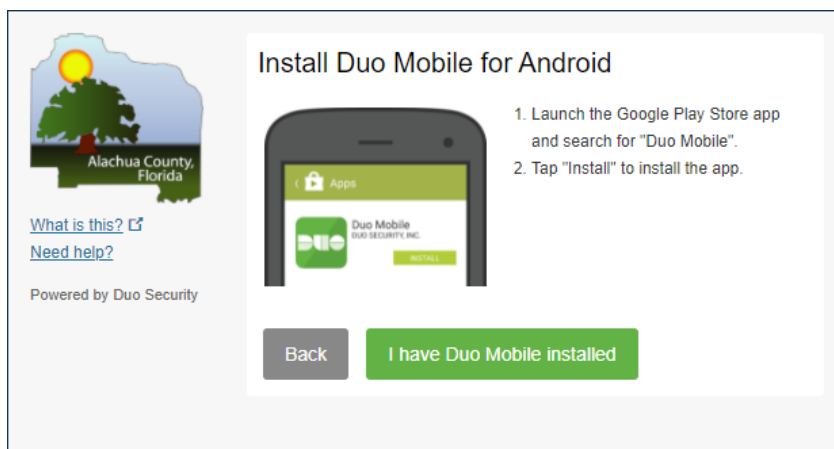 Alachua County,
Florida
What is this?
Need help?
Powered by Duo Security
Install Duo Mobile for Android
Apps
Duo Mobile
DUO SECURITY, INC.
DUO
INSTALL
1. Launch the Google Play Store app
and search for "Duo Mobile".
2. Tap "Install" to install the app.
Back
I have Duo Mobile installed